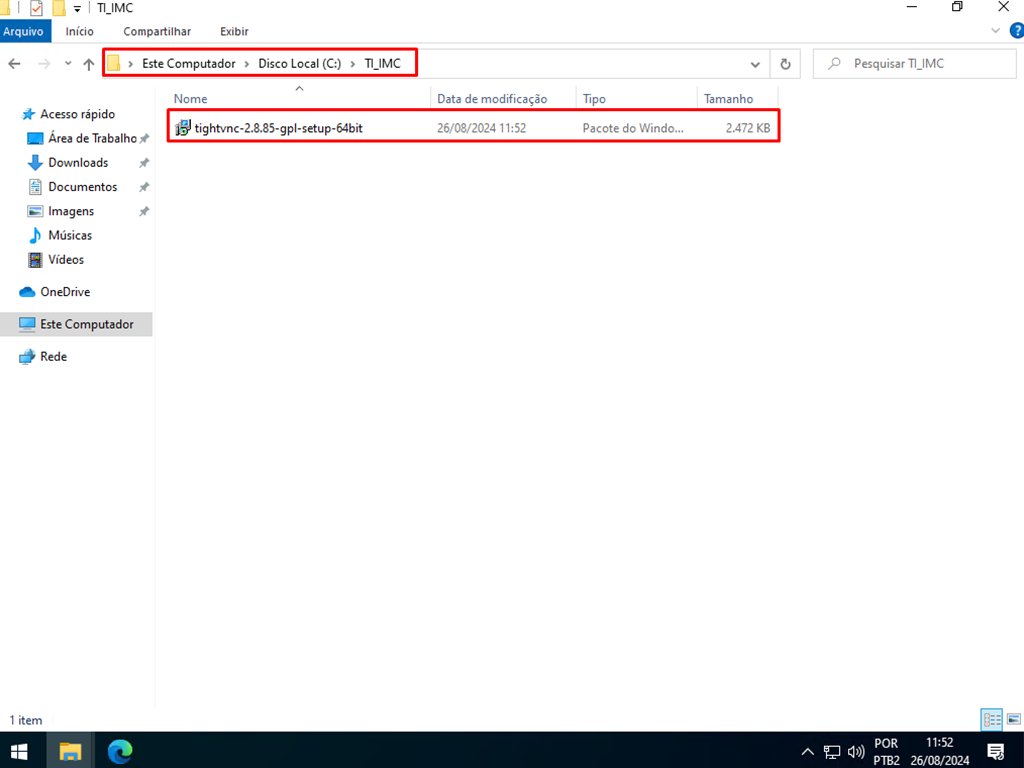 TI_IMC
Arquivo Início Compartilhar Exibir
Este Computador Disco Local (C:) TI_IMC Pesquisar TI_IMC
Nome Data de modificação Tipo Tamanho
tightvnc-2.8.85-gpl-setup-64bit 26/08/2024 11:52 Pacote do Windo... 2.472 KB
Acesso rápido
Área de Trabalho
Downloads
Documentos
Imagens
Músicas
Vídeos
OneDrive
Este Computador
Rede
1 item
POR 11:52
PTB2 26/08/2024